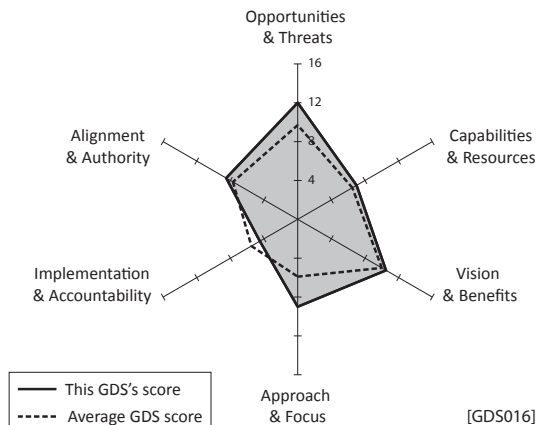 Opportunities
& Threats
16
12
8
4
Alignment
& Authority
Capabilities
& Resources
Implementation
& Accountability
Vision
& Benefits
This GDS's score
Average GDS score
Approach
& Focus
[GDS016]